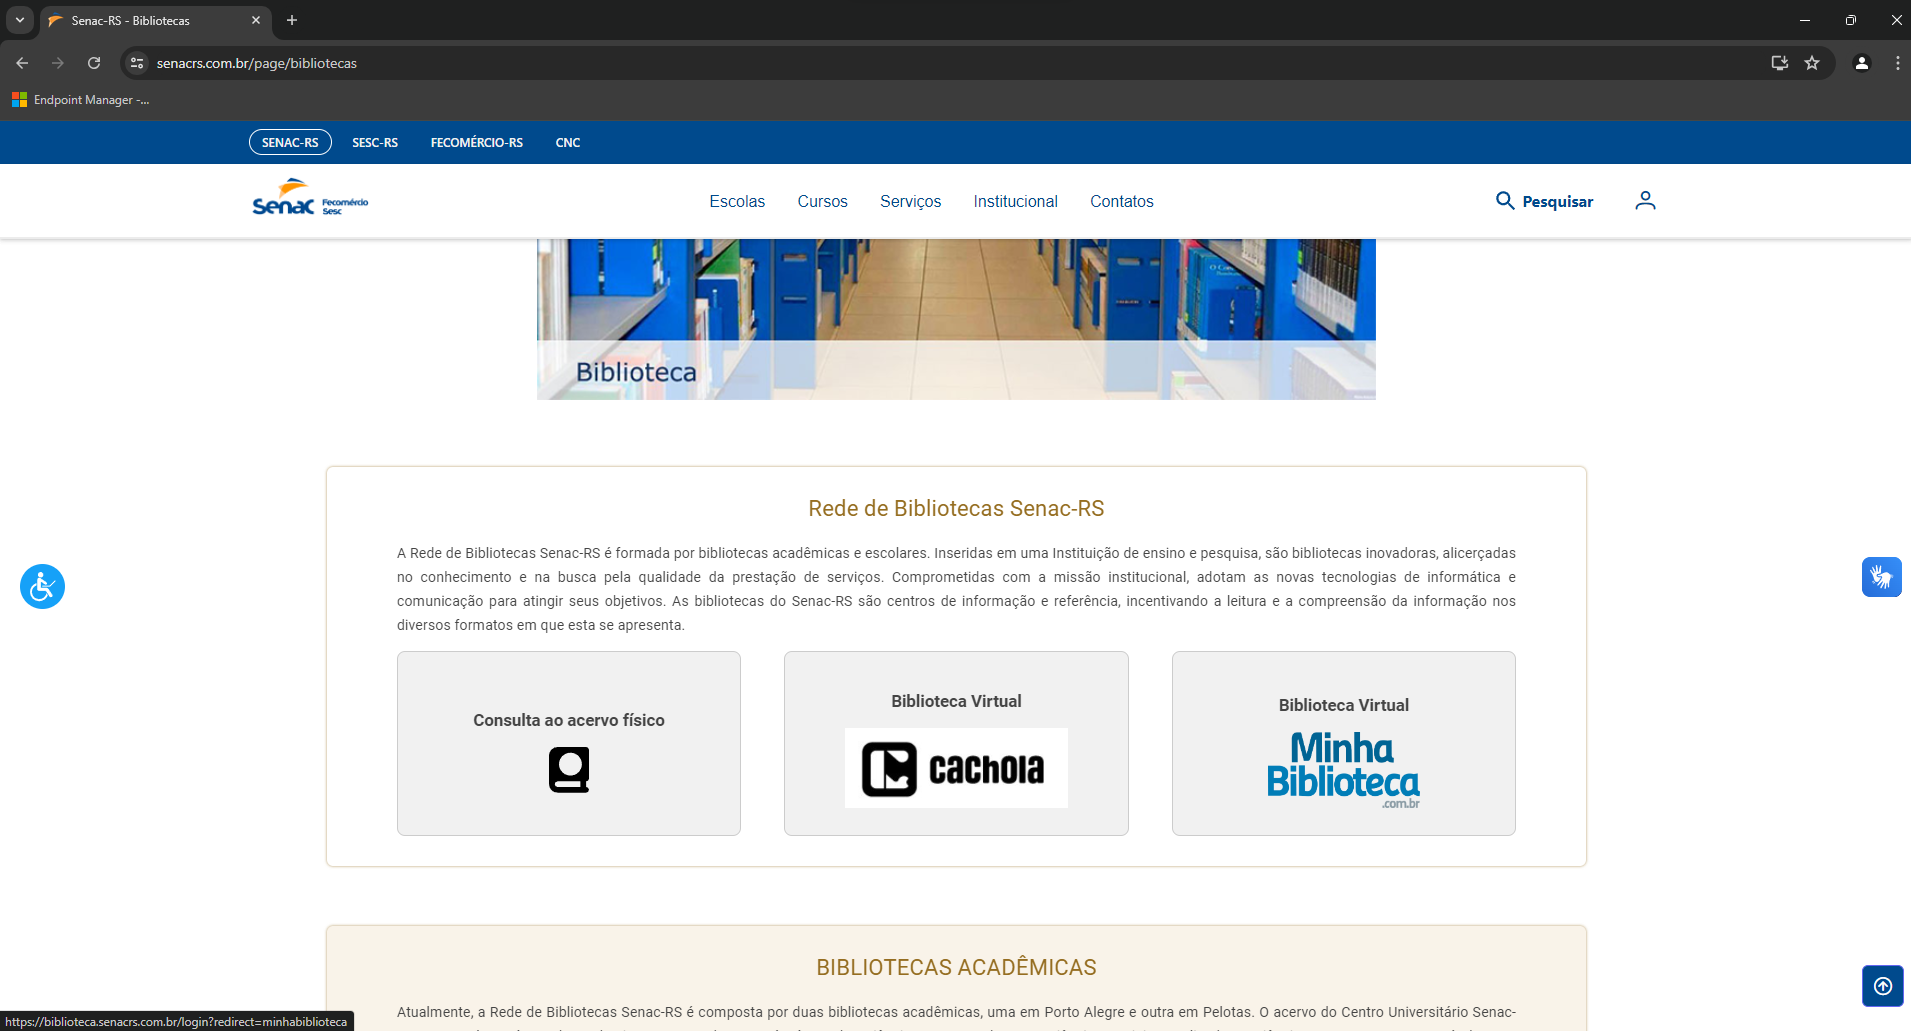 Senac-RS - Bibliotecas
senacrs.com.br/page/bibliotecas
Endpoint Manager -...
SENAC-RS SESC-RS FECOMÉRCIO-RS CNC
Senac Fecomércio Sesc
Escolas Cursos Serviços Institucional Contatos
Pesquisar
Biblioteca
Rede de Bibliotecas Senac-RS
A Rede de Bibliotecas Senac-RS é formada por bibliotecas acadêmicas e escolares. Inseridas em uma Instituição de ensino e pesquisa, são bibliotecas inovadoras, alicerçadas
no conhecimento e na busca pela qualidade da prestação de serviços. Comprometidas com a missão institucional, adotam as novas tecnologias de informática e
comunicação para atingir seus objetivos. As bibliotecas do Senac-RS são centros de informação e referência, incentivando a leitura e a compreensão da informação nos
diversos formatos em que esta se apresenta.
Consulta ao acervo físico
Biblioteca Virtual
cachola
Biblioteca Virtual
Minha
Biblioteca
.com.br
BIBLIOTECAS ACADÊMICAS
Atualmente, a Rede de Bibliotecas Senac-RS é composta por duas bibliotecas acadêmicas, uma em Porto Alegre e outra em Pelotas. O acervo do Centro Universitário Senac-
https://biblioteca.senacrs.com.br/login?redirect=minhabiblioteca